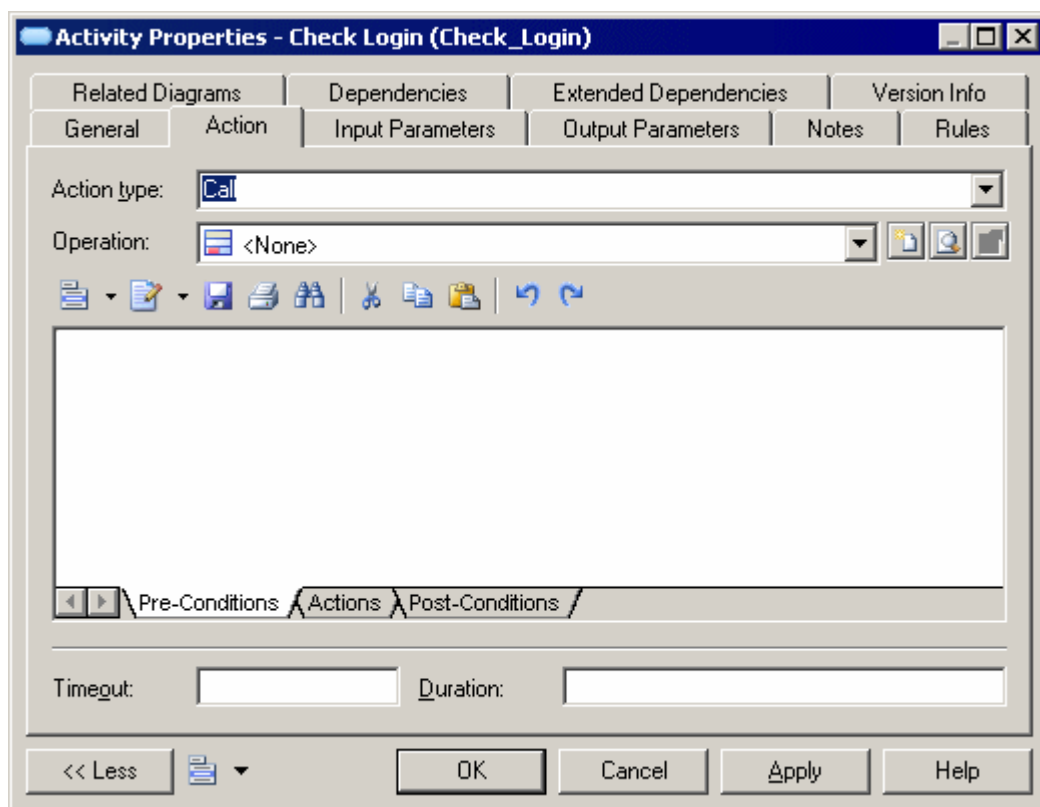 Activity Properties - Check Login (Check_Login)
Related Diagrams Dependencies Extended Dependencies Version Info
General Action Input Parameters Output Parameters Notes Rules
Action type: Call
Operation: <None>
Pre-Conditions Actions Post-Conditions
Timeout: Duration:
<< Less OK Cancel Apply Help